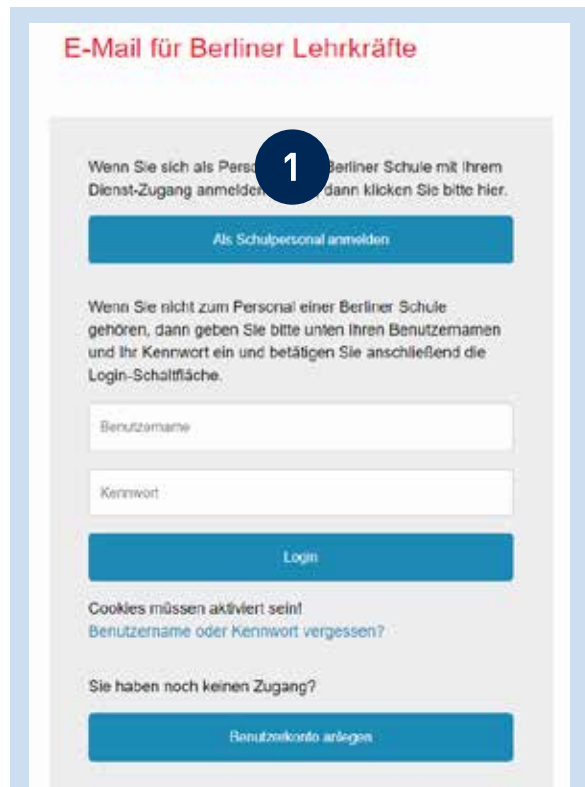 E-Mail für Berliner Lehrkräfte
1
Wenn Sie sich als Berliner Schule mit Ihrem
Dienst-Zugang dann klicken Sie bitte hier.
Als Schulpersonal anmelden
Wenn Sie nicht zum Personal einer Berliner Schule
gehören, dann geben Sie bitte unten Ihren Benutzernamen
und Ihr Kennwort ein und betätigen Sie anschließend die
Login-Schaltfläche.
Benutzername
Kennwort
Login
Cookies müssen aktiviert sein!
Benutzername oder Kennwort vergessen?
Sie haben noch keinen Zugang?
Benutzerkonto anlegen